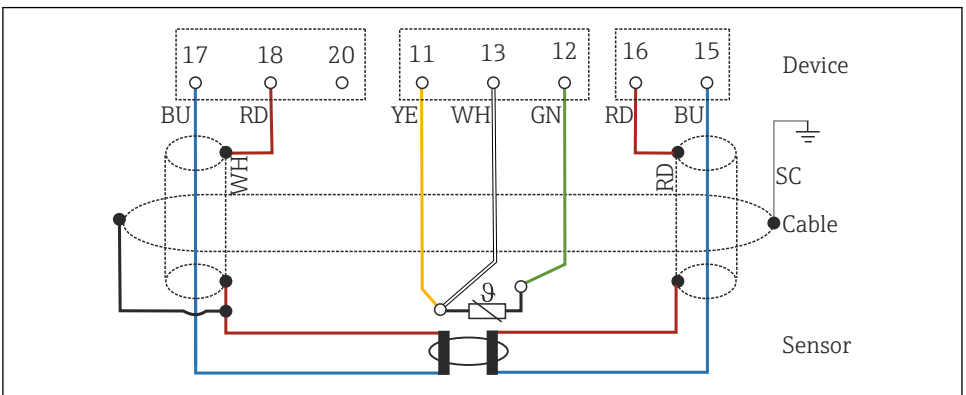 17 18 20 11 13 12 16 15
Device
BU RD YE WH GN RD BU
WH
RD
SC
Cable
ϑ
Sensor